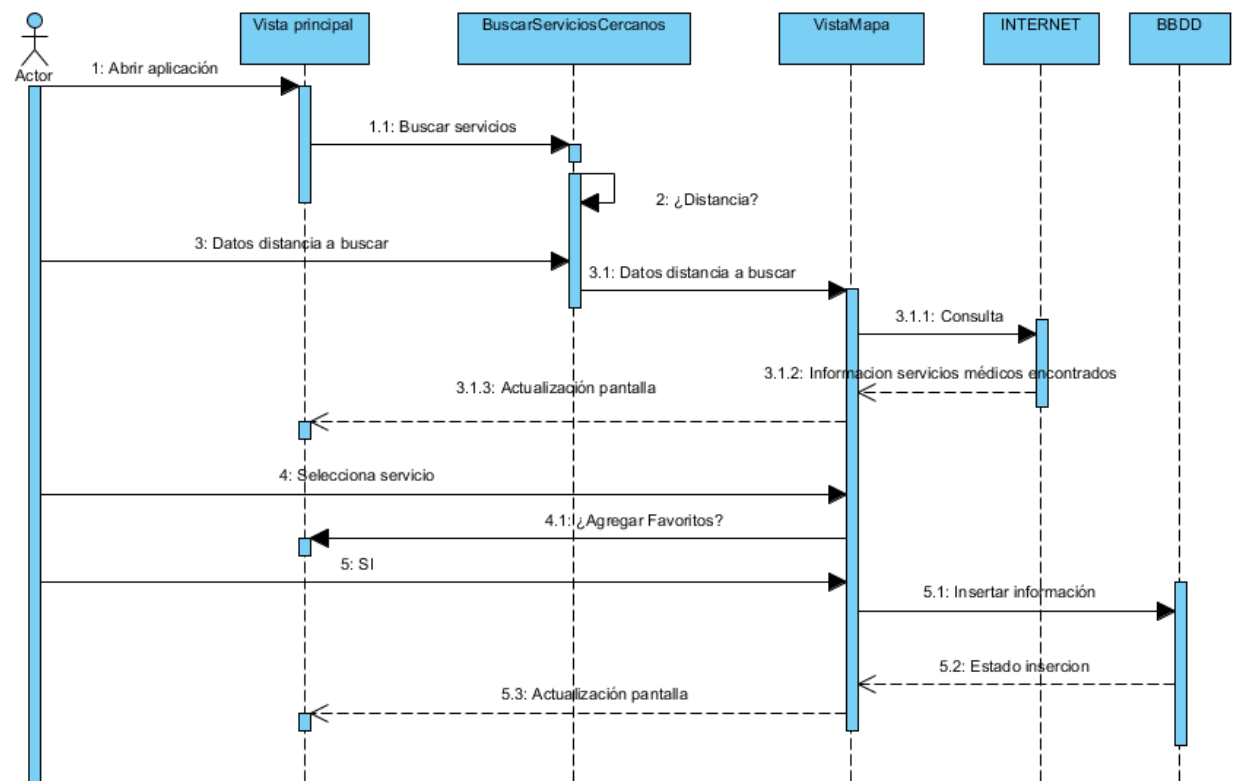 Vista principal
BuscarServiciosCercanos
VistaMapa
INTERNET
BBDD
Actor
1: Abrir aplicación
1.1: Buscar servicios
2: ¿Distancia?
3: Datos distancia a buscar
3.1: Datos distancia a buscar
3.1.1: Consulta
3.1.2: Informacion servicios médicos encontrados
3.1.3: Actualización pantalla
4: Selecciona servicio
4.1: ¿Agregar Favoritos?
5: SI
5.1: Insertar información
5.2: Estado insercion
5.3: Actualización pantalla